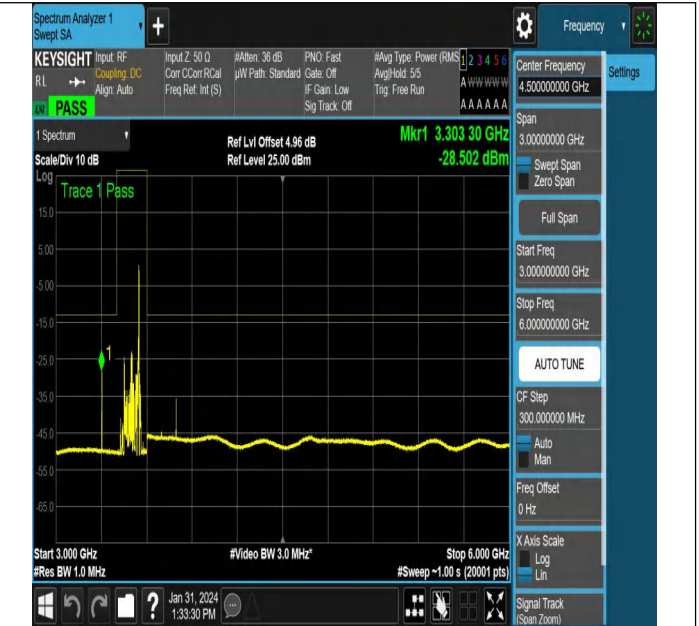 Spectrum Analyzer 1
Swept SA
Frequency
KEYSIGHT
Input: RF
Coupling: DC
Align: Auto
RL
PASS
Input Z: 50 Ω
Corr CCorr RCal
Freq Ref: Int (S)
#Atten: 36 dB
µW Path: Standard
PNO: Fast
Gate: Off
IF Gain: Low
Sig Track: Off
#Avg Type: Power (RMS
Avg|Hold: 5/5
Trig: Free Run
1 2 3 4 5 6
A W W W W W
A A A A A A
1 Spectrum
Scale/Div 10 dB
Ref Lvl Offset 4.96 dB
Ref Level 25.00 dBm
Mkr1 3.303 30 GHz
-28.502 dBm
Log
Trace 1 Pass
15.0
5.00
-5.00
-15.0
-25.0
1
-35.0
-45.0
-55.0
-65.0
Start 3.000 GHz
#Res BW 1.0 MHz
#Video BW 3.0 MHz*
Stop 6.000 GHz
#Sweep ~1.00 s (20001 pts)
?
Jan 31, 2024
1:33:30 PM
Center Frequency
4.500000000 GHz
Settings
Span
3.00000000 GHz
Swept Span
Zero Span
Full Span
Start Freq
3.000000000 GHz
Stop Freq
6.000000000 GHz
AUTO TUNE
CF Step
300.000000 MHz
Auto
Man
Freq Offset
0 Hz
X Axis Scale
Log
Lin
Signal Track
(Span Zoom)